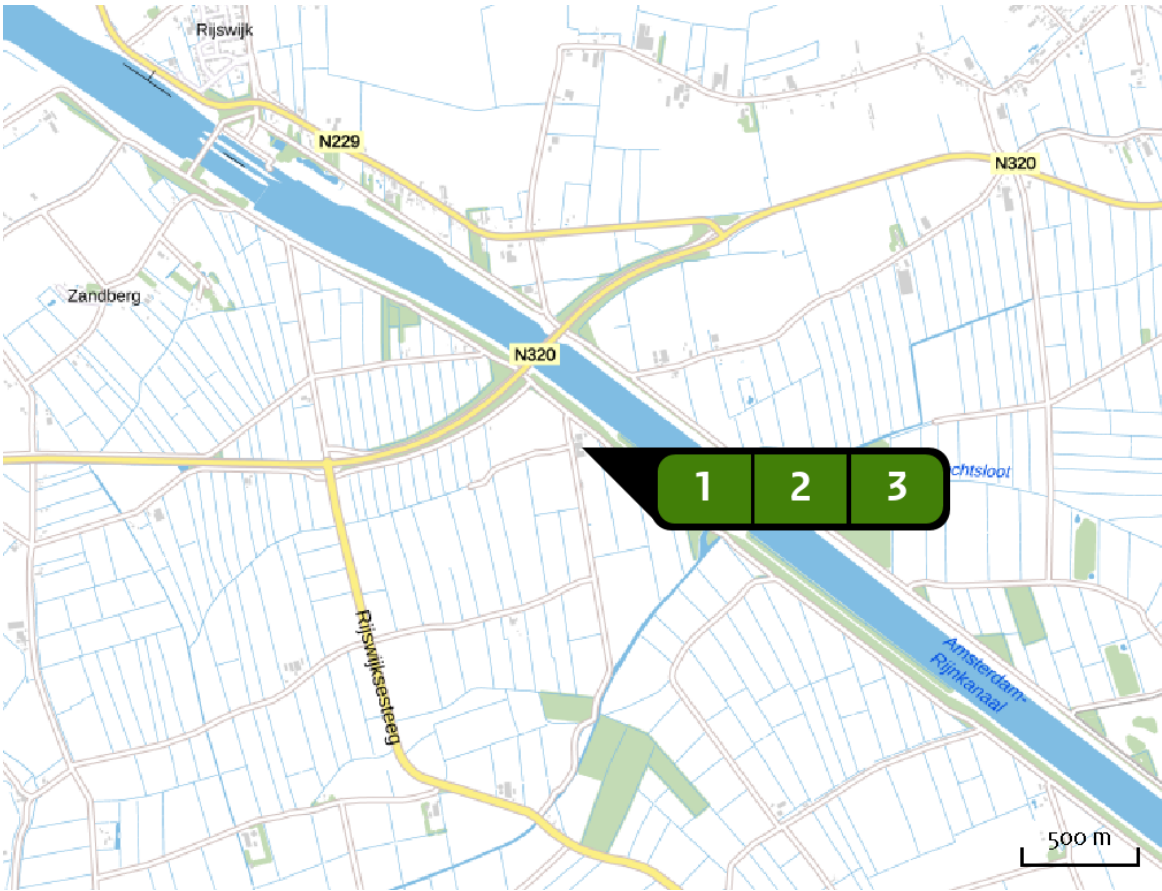 Rijswijk
N229
N320
Zandberg
N320
1 2 3
chtsloot
Rijswijksesteeg
Amsterdam-
Rijnkanaal
500 m